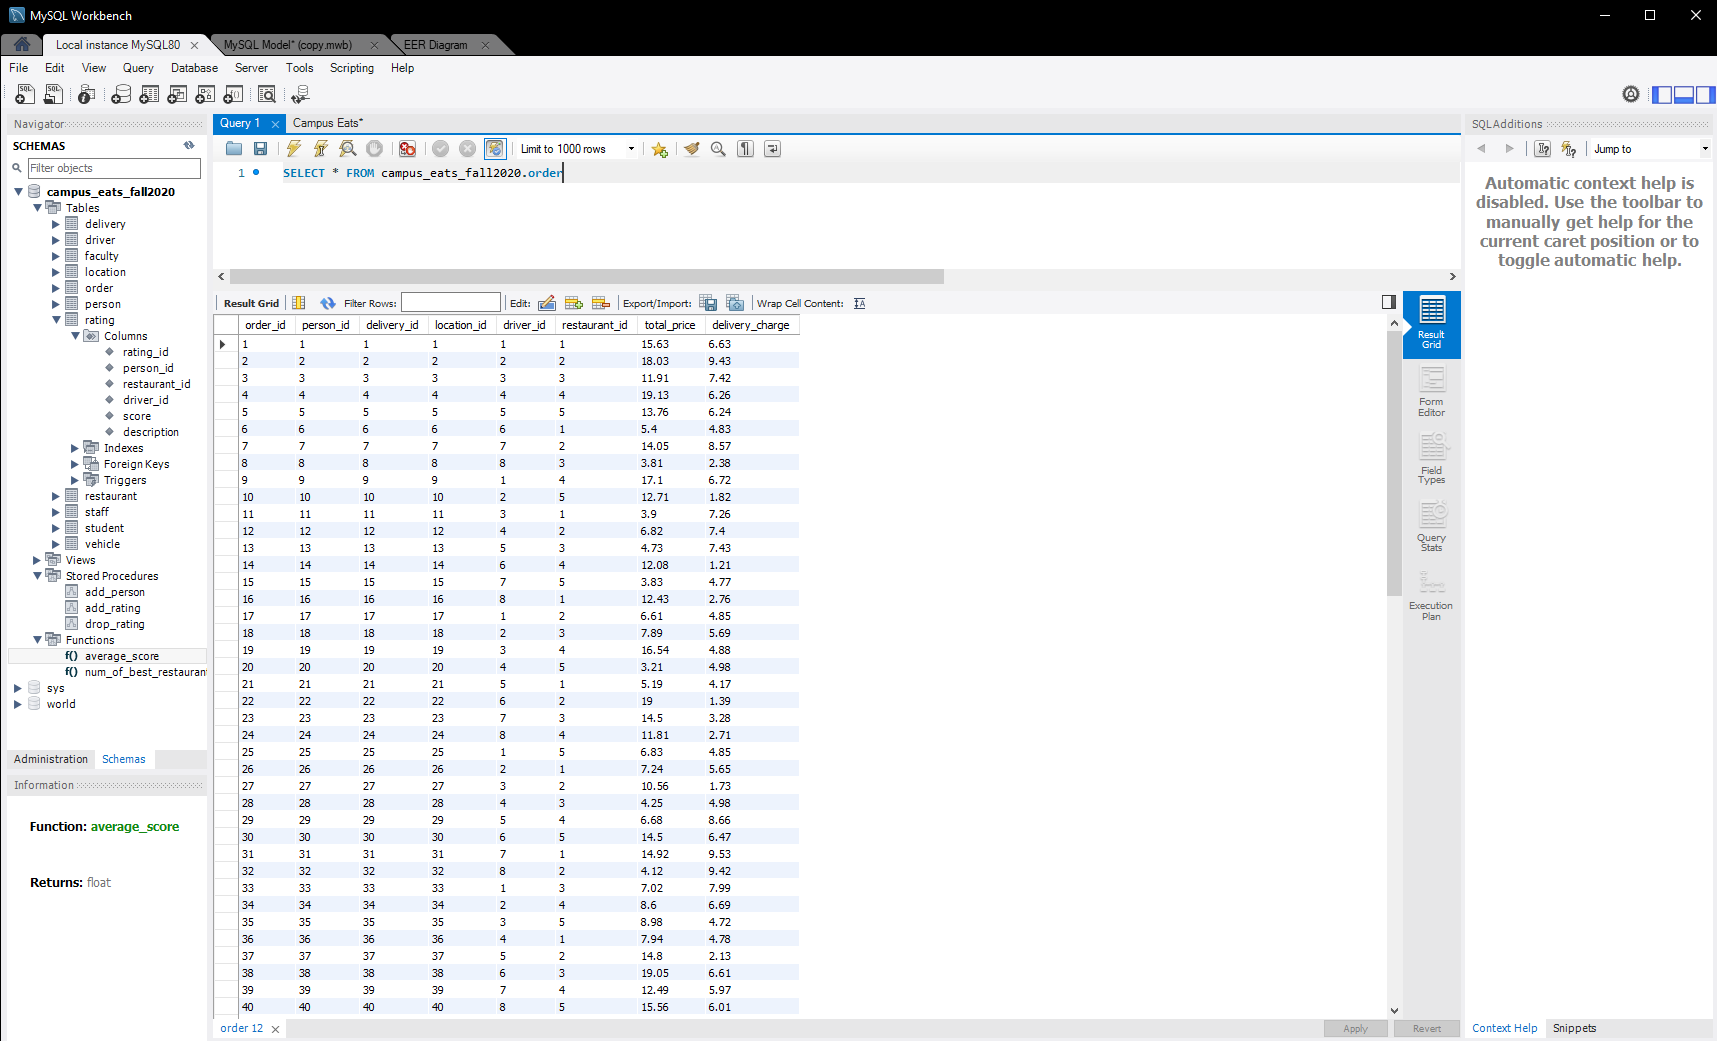 MySQL Workbench
Local instance MySQL80
MySQL Model* (copy.mwb)
EER Diagram
File Edit View Query Database Server Tools Scripting Help
Navigator
SCHEMAS
Filter objects
campus_eats_fall2020
Tables
delivery
driver
faculty
location
order
person
rating
Columns
rating_id
person_id
restaurant_id
driver_id
score
description
Indexes
Foreign Keys
Triggers
restaurant
staff
student
vehicle
Views
Stored Procedures
add_person
add_rating
drop_rating
Functions
f() average_score
f() num_of_best_restauran
sys
world
Administration Schemas
Information
Function: average_score
Returns: float
Query 1 Campus Eats*
Limit to 1000 rows
1 SELECT * FROM campus_eats_fall2020.order
Result Grid Filter Rows: Edit: Export/Import: Wrap Cell Content:
order_id person_id delivery_id location_id driver_id restaurant_id total_price delivery_charge
1 1 1 1 1 1 15.63 6.63
2 2 2 2 2 2 18.03 9.43
3 3 3 3 3 3 11.91 7.42
4 4 4 4 4 4 19.13 6.26
5 5 5 5 5 5 13.76 6.24
6 6 6 6 6 1 5.4 4.83
7 7 7 7 7 2 14.05 8.57
8 8 8 8 8 3 3.81 2.38
9 9 9 9 1 4 17.1 6.72
10 10 10 10 2 5 12.71 1.82
11 11 11 11 3 1 3.9 7.26
12 12 12 12 4 2 6.82 7.4
13 13 13 13 5 3 4.73 7.43
14 14 14 14 6 4 12.08 1.21
15 15 15 15 7 5 3.83 4.77
16 16 16 16 8 1 12.43 2.76
17 17 17 17 1 2 6.61 4.85
18 18 18 18 2 3 7.89 5.69
19 19 19 19 3 4 16.54 4.88
20 20 20 20 4 5 3.21 4.98
21 21 21 21 5 1 5.19 4.17
22 22 22 22 6 2 19 1.39
23 23 23 23 7 3 14.5 3.28
24 24 24 24 8 4 11.81 2.71
25 25 25 25 1 5 6.83 4.85
26 26 26 26 2 1 7.24 5.65
27 27 27 27 3 2 10.56 1.73
28 28 28 28 4 3 4.25 4.98
29 29 29 29 5 4 6.68 8.66
30 30 30 30 6 5 14.5 6.47
31 31 31 31 7 1 14.92 9.53
32 32 32 32 8 2 4.12 9.42
33 33 33 33 1 3 7.02 7.99
34 34 34 34 2 4 8.6 6.69
35 35 35 35 3 5 8.98 4.72
36 36 36 36 4 1 7.94 4.78
37 37 37 37 5 2 14.8 2.13
38 38 38 38 6 3 19.05 6.61
39 39 39 39 7 4 12.49 5.97
40 40 40 40 8 5 15.56 6.01
order 12
Apply Revert
Result
Grid
Form
Editor
Field
Types
Query
Stats
Execution
Plan
SQLAdditions
Jump to
Automatic context help is
disabled. Use the toolbar to
manually get help for the
current caret position or to
toggle automatic help.
Context Help Snippets